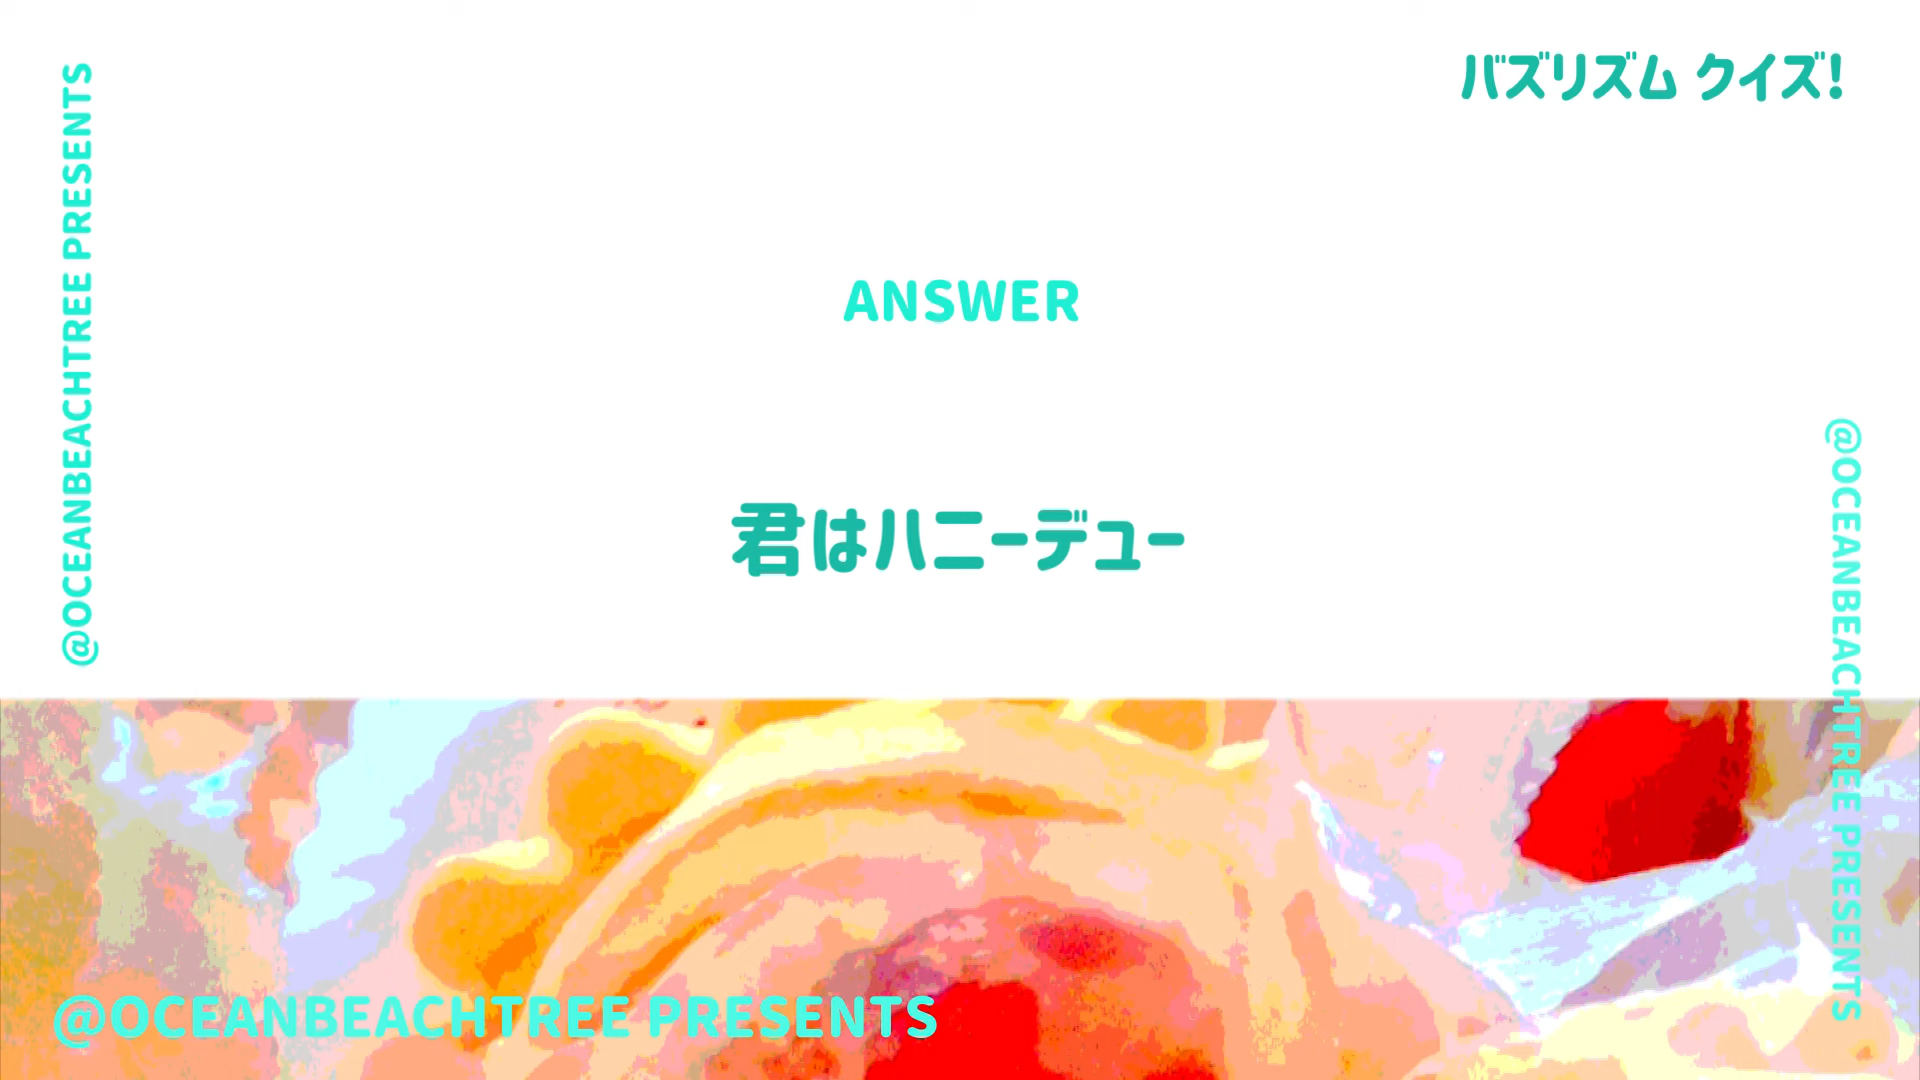 バズリズム クイズ!
@OCEANBEACHTREE PRESENTS
ANSWER
君はハニーデュー
@OCEANBEACHTREE PRESENTS
@OCEANBEACHTREE PRESENTS